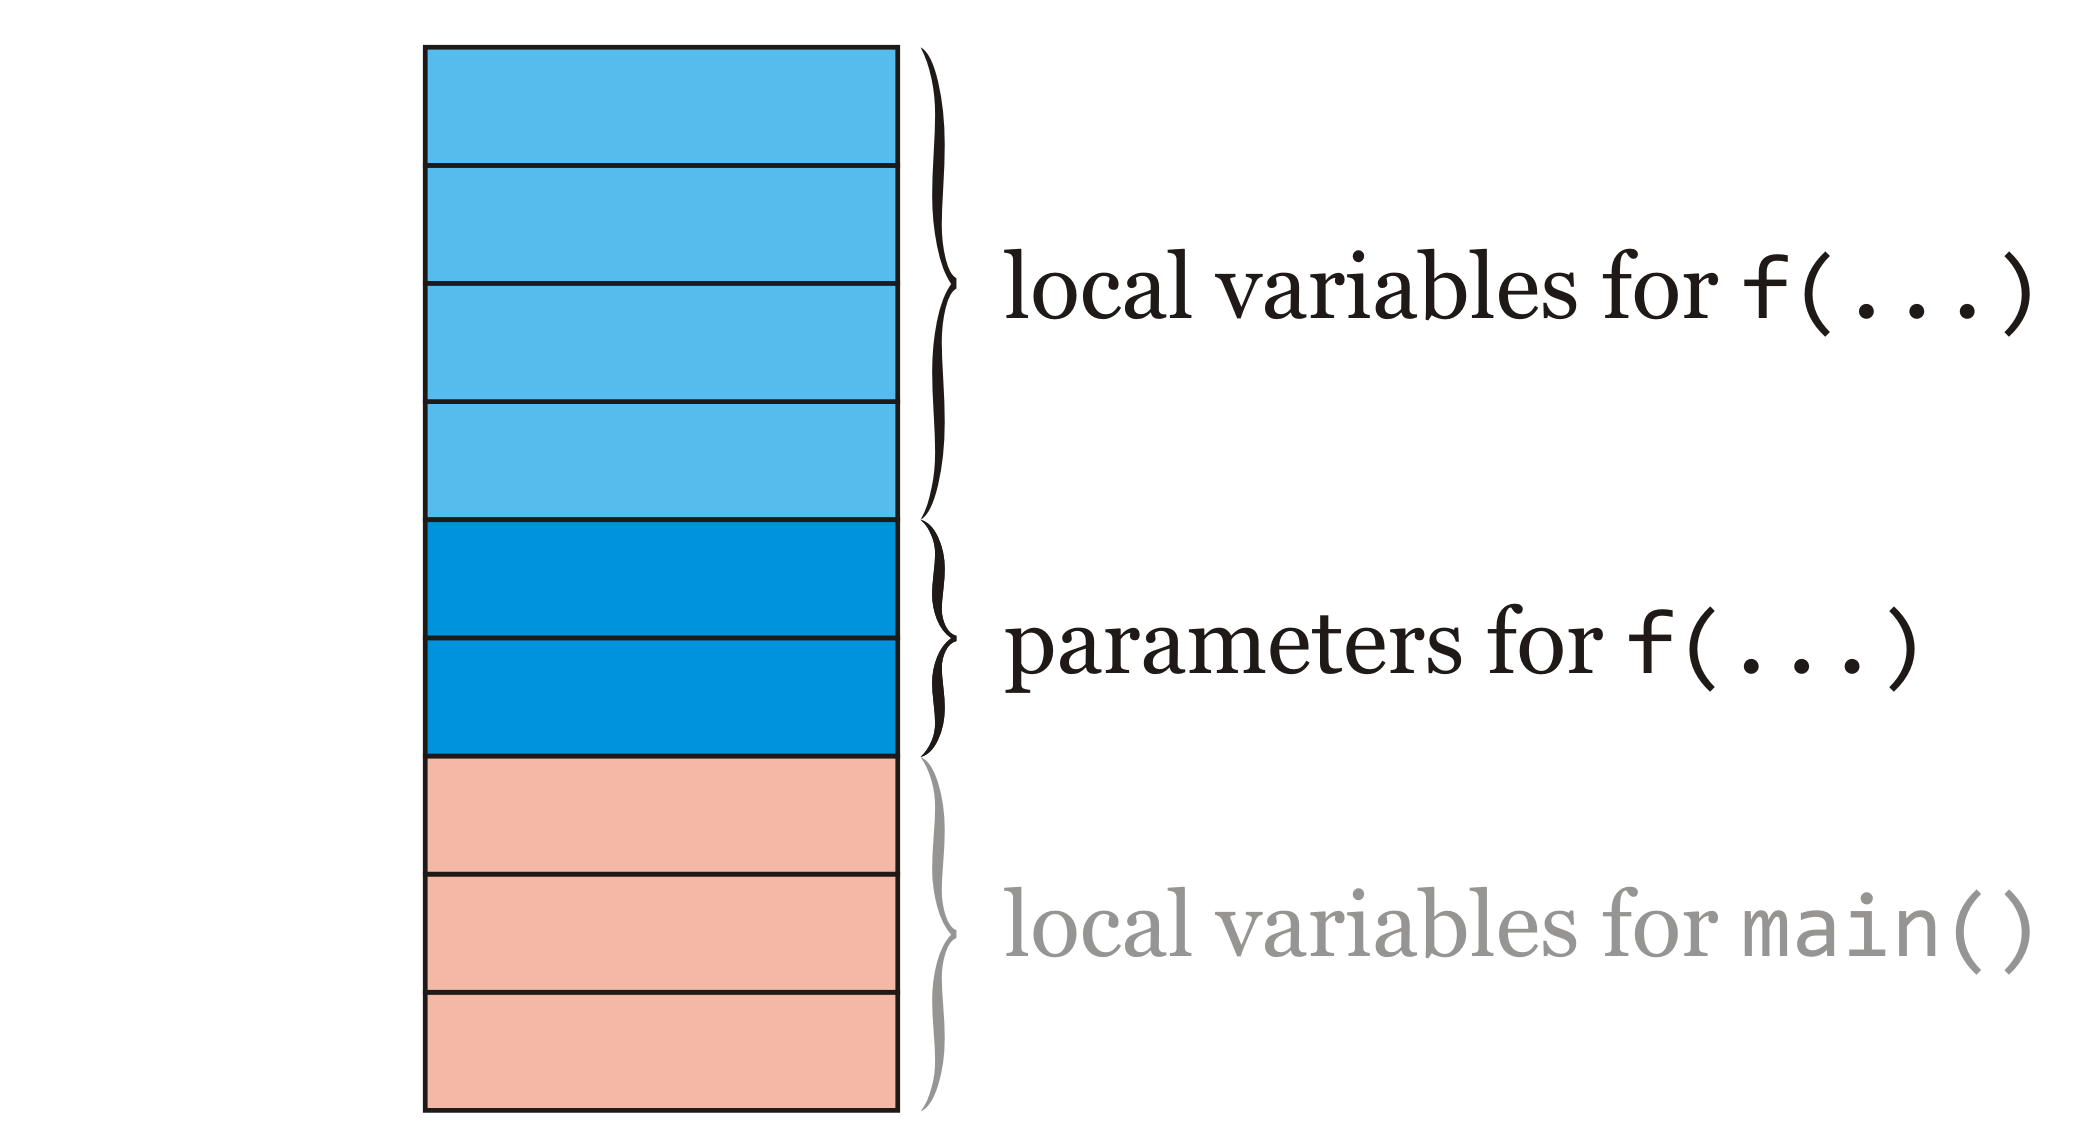 local variables for f(...)
parameters for f(...)
local variables for main()